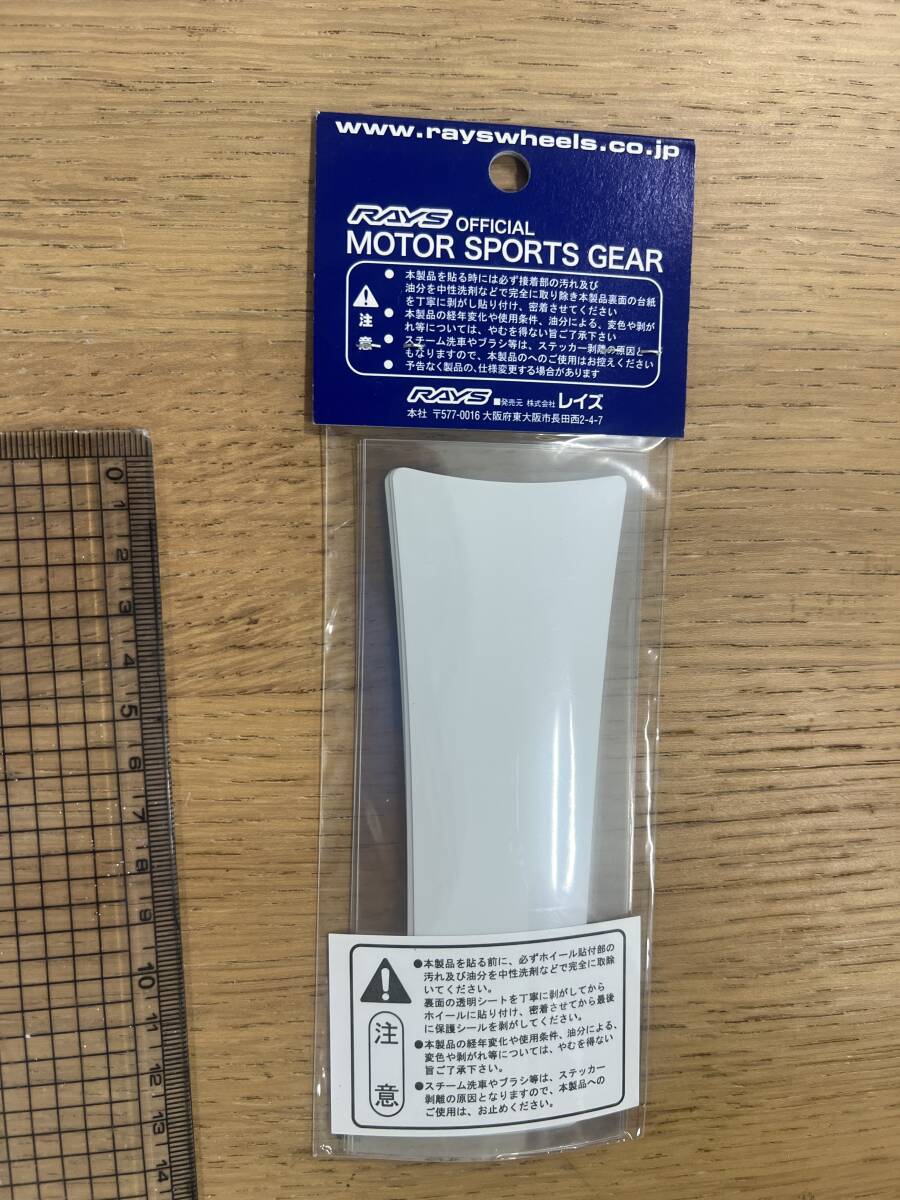 www.rayswheels.co.jp
RAYS OFFICIAL
MOTOR SPORTS GEAR
注意
● 本製品を貼る時には必ず接着部の汚れ及び
油分を中性洗剤などで完全に取り除き本製品裏面の台紙
を丁寧に剥がし貼り付け、密着させてください
● 本製品の経年変化や使用条件、油分による、変色や剥が
れ等については、やむを得ない旨ご了承下さい
● スチーム洗車やブラシ等は、ステッカー剥離の原因と
もなりますので、本製品のへのご使用はお控えください
● 予告なく製品の、仕様変更する場合があります
RAYS ■発売元 株式会社 レイズ
本社 〒577-0016 大阪府東大阪市長田西2-4-7
0
1
2
3
4
5
6
7
8
9
10
11
12
13
14
注意
●本製品を貼る前に、必ずホイール貼付部の
汚れ及び油分を中性洗剤などで完全に取除
いてください。
裏面の透明シートを丁寧に剥がしてから
ホイールに貼り付け、密着させてから最後
に保護シールを剥がしてください。
●本製品の経年変化や使用条件、油分による、
変色や剥がれ等については、やむを得ない
旨ご了承下さい。
●スチーム洗車やブラシ等は、ステッカー
剥離の原因となりますので、本製品への
ご使用は、お止めください。